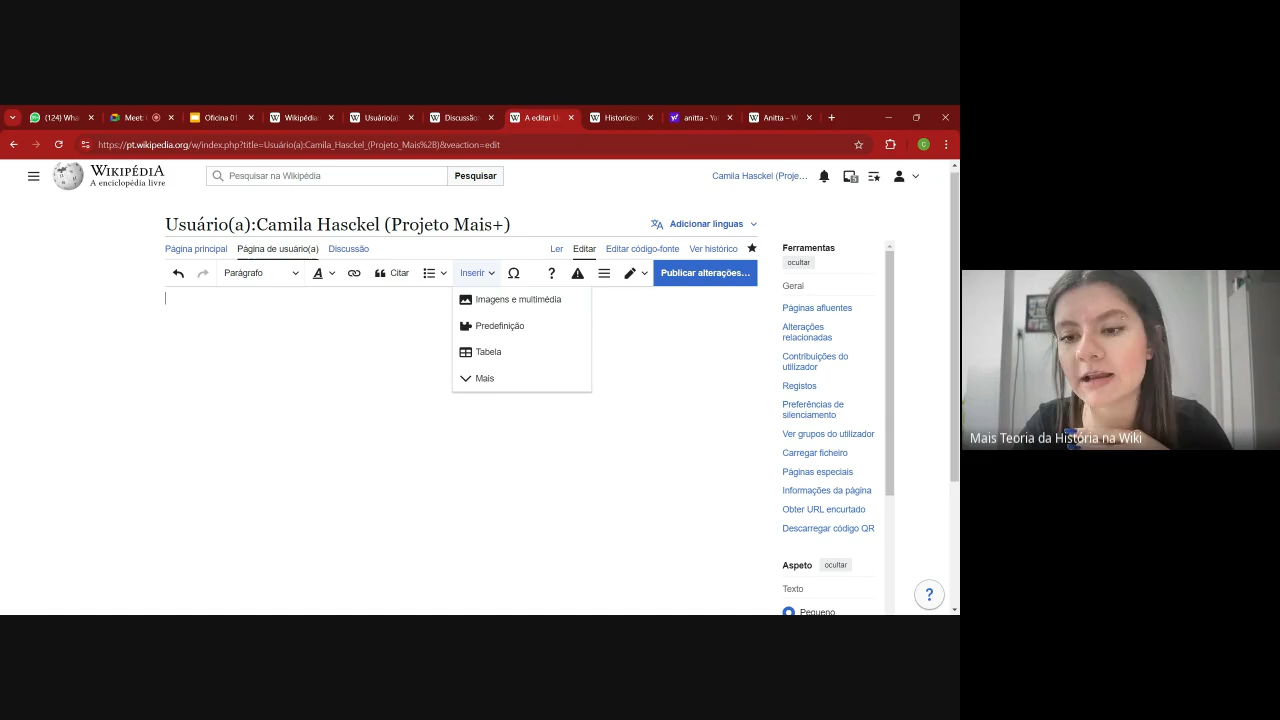 (124) Wha
Meet:
Oficina 01
Wikipédia:
Usuário(a):
Discussão
A editar U
Historicism
anitta - Ya
Anitta – W
https://pt.wikipedia.org/w/index.php?title=Usuário(a):Camila_Hasckel_(Projeto_Mais%2B)&veaction=edit
WIKIPÉDIA
A enciclopédia livre
Pesquisar na Wikipédia
Pesquisar
Camila Hasckel (Proje...
Usuário(a):Camila Hasckel (Projeto Mais+)
Adicionar línguas
Página principal
Página de usuário(a)
Discussão
Ler
Editar
Editar código-fonte
Ver histórico
Parágrafo
A
Citar
Inserir
Ω
?
Publicar alterações...
Imagens e multimédia
Predefinição
Tabela
Mais
Ferramentas
ocultar
Geral
Páginas afluentes
Alterações
relacionadas
Contribuições do
utilizador
Registos
Preferências de
silenciamento
Ver grupos do utilizador
Carregar ficheiro
Páginas especiais
Informações da página
Obter URL encurtado
Descarregar código QR
Aspeto
ocultar
Texto
Pequeno
?
Mais Teoria da História na Wiki